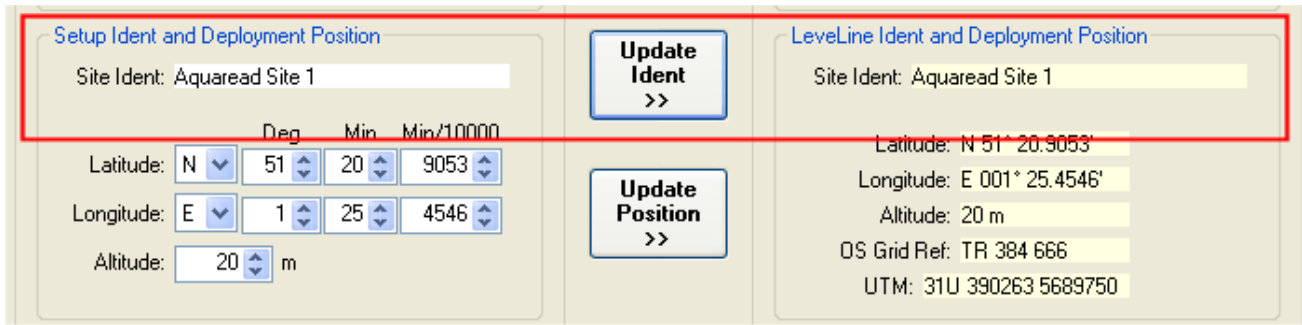 Setup Ident and Deployment Position
Site Ident: Aquaread Site 1
Deg Min Min/10000
Latitude: N 51 20 9053
Longitude: E 1 25 4546
Altitude: 20 m
Update
Ident
>>
Update
Position
>>
LeveLine Ident and Deployment Position
Site Ident: Aquaread Site 1
Latitude: N 51° 20.9053'
Longitude: E 001° 25.4546'
Altitude: 20 m
OS Grid Ref: TR 384 666
UTM: 31U 390263 5689750